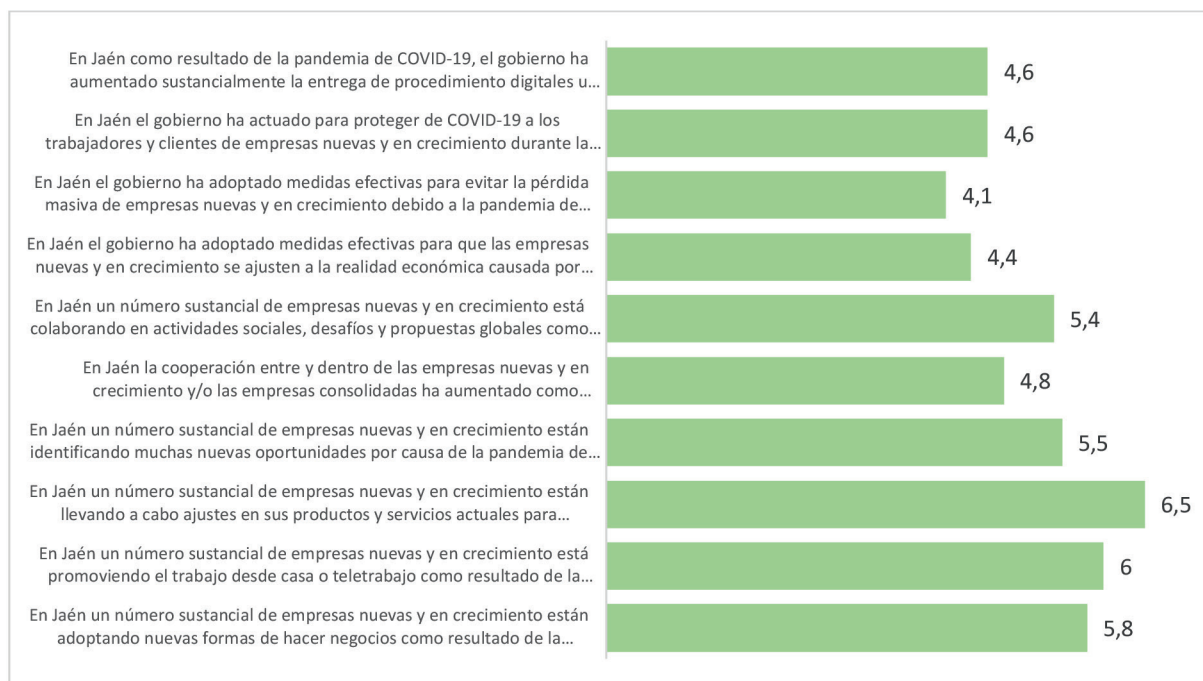 En Jaén como resultado de la pandemia de COVID-19, el gobierno ha
aumentado sustancialmente la entrega de procedimiento digitales u...
4,6
En Jaén el gobierno ha actuado para proteger de COVID-19 a los
trabajadores y clientes de empresas nuevas y en crecimiento durante la...
4,6
En Jaén el gobierno ha adoptado medidas efectivas para evitar la pérdida
masiva de empresas nuevas y en crecimiento debido a la pandemia de...
4,1
En Jaén el gobierno ha adoptado medidas efectivas para que las empresas
nuevas y en crecimiento se ajusten a la realidad económica causada por...
4,4
En Jaén un número sustancial de empresas nuevas y en crecimiento está
colaborando en actividades sociales, desafíos y propuestas globales como...
5,4
En Jaén la cooperación entre y dentro de las empresas nuevas y en
crecimiento y/o las empresas consolidadas ha aumentado como...
4,8
En Jaén un número sustancial de empresas nuevas y en crecimiento están
identificando muchas nuevas oportunidades por causa de la pandemia de...
5,5
En Jaén un número sustancial de empresas nuevas y en crecimiento están
llevando a cabo ajustes en sus productos y servicios actuales para...
6,5
En Jaén un número sustancial de empresas nuevas y en crecimiento está
promoviendo el trabajo desde casa o teletrabajo como resultado de la...
6
En Jaén un número sustancial de empresas nuevas y en crecimiento están
adoptando nuevas formas de hacer negocios como resultado de la...
5,8